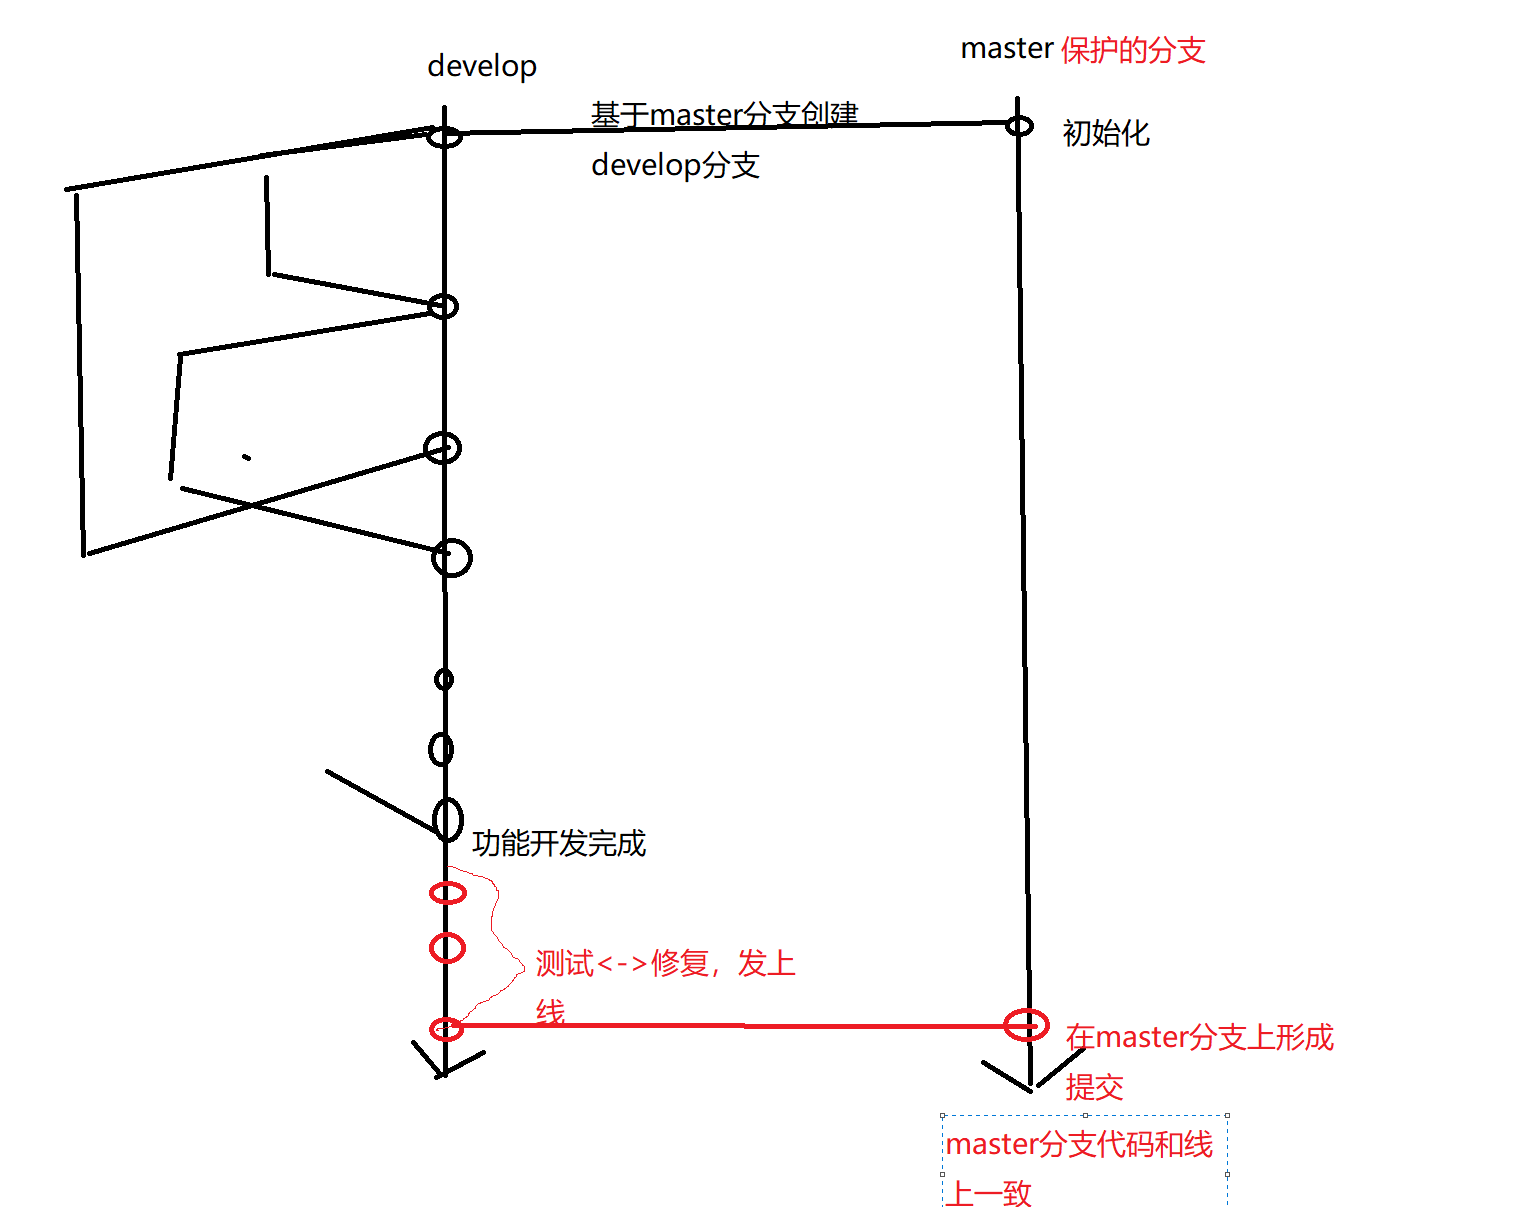 develop
master 保护的分支
基于master分支创建
develop分支
初始化
功能开发完成
测试<->修复，发上
线
在master分支上形成
提交
master分支代码和线
上一致